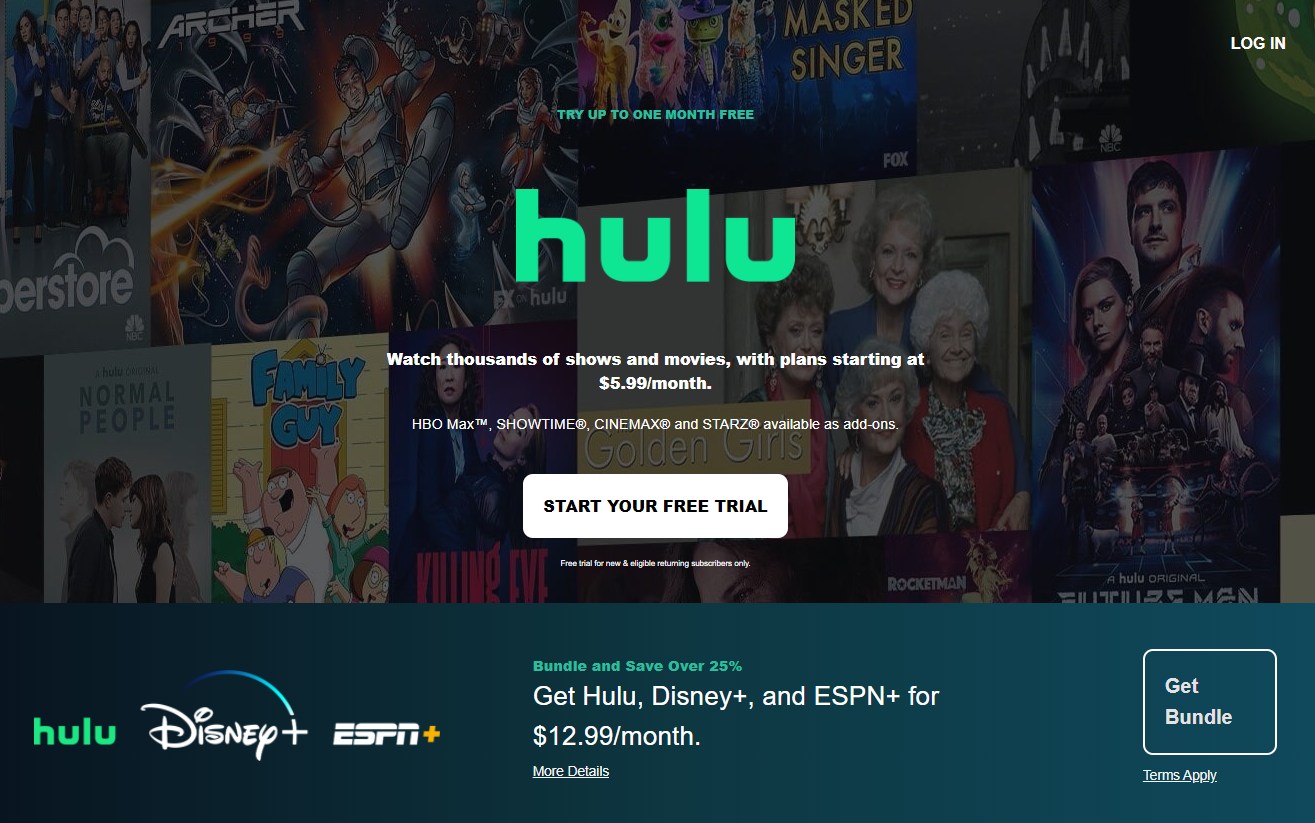 LOG IN
ARCHER
1999
MASKED
SINGER
FOX
NBC
TRY UP TO ONE MONTH FREE
hulu
perstore
NBC
FX ON hulu
a hulu ORIGINAL
NORMAL
PEOPLE
FAMILY
GUY
Watch thousands of shows and movies, with plans starting at
$5.99/month.
HBO Max™, SHOWTIME®, CINEMAX® and STARZ® available as add-ons.
Golden Girls
START YOUR FREE TRIAL
Free trial for new & eligible returning subscribers only.
KILLING EVE
ROCKETMAN
A hulu ORIGINAL
FUTURE MAN
hulu
Disney+
ESPN+
Bundle and Save Over 25%
Get Hulu, Disney+, and ESPN+ for
$12.99/month.
More Details
Get
Bundle
Terms Apply